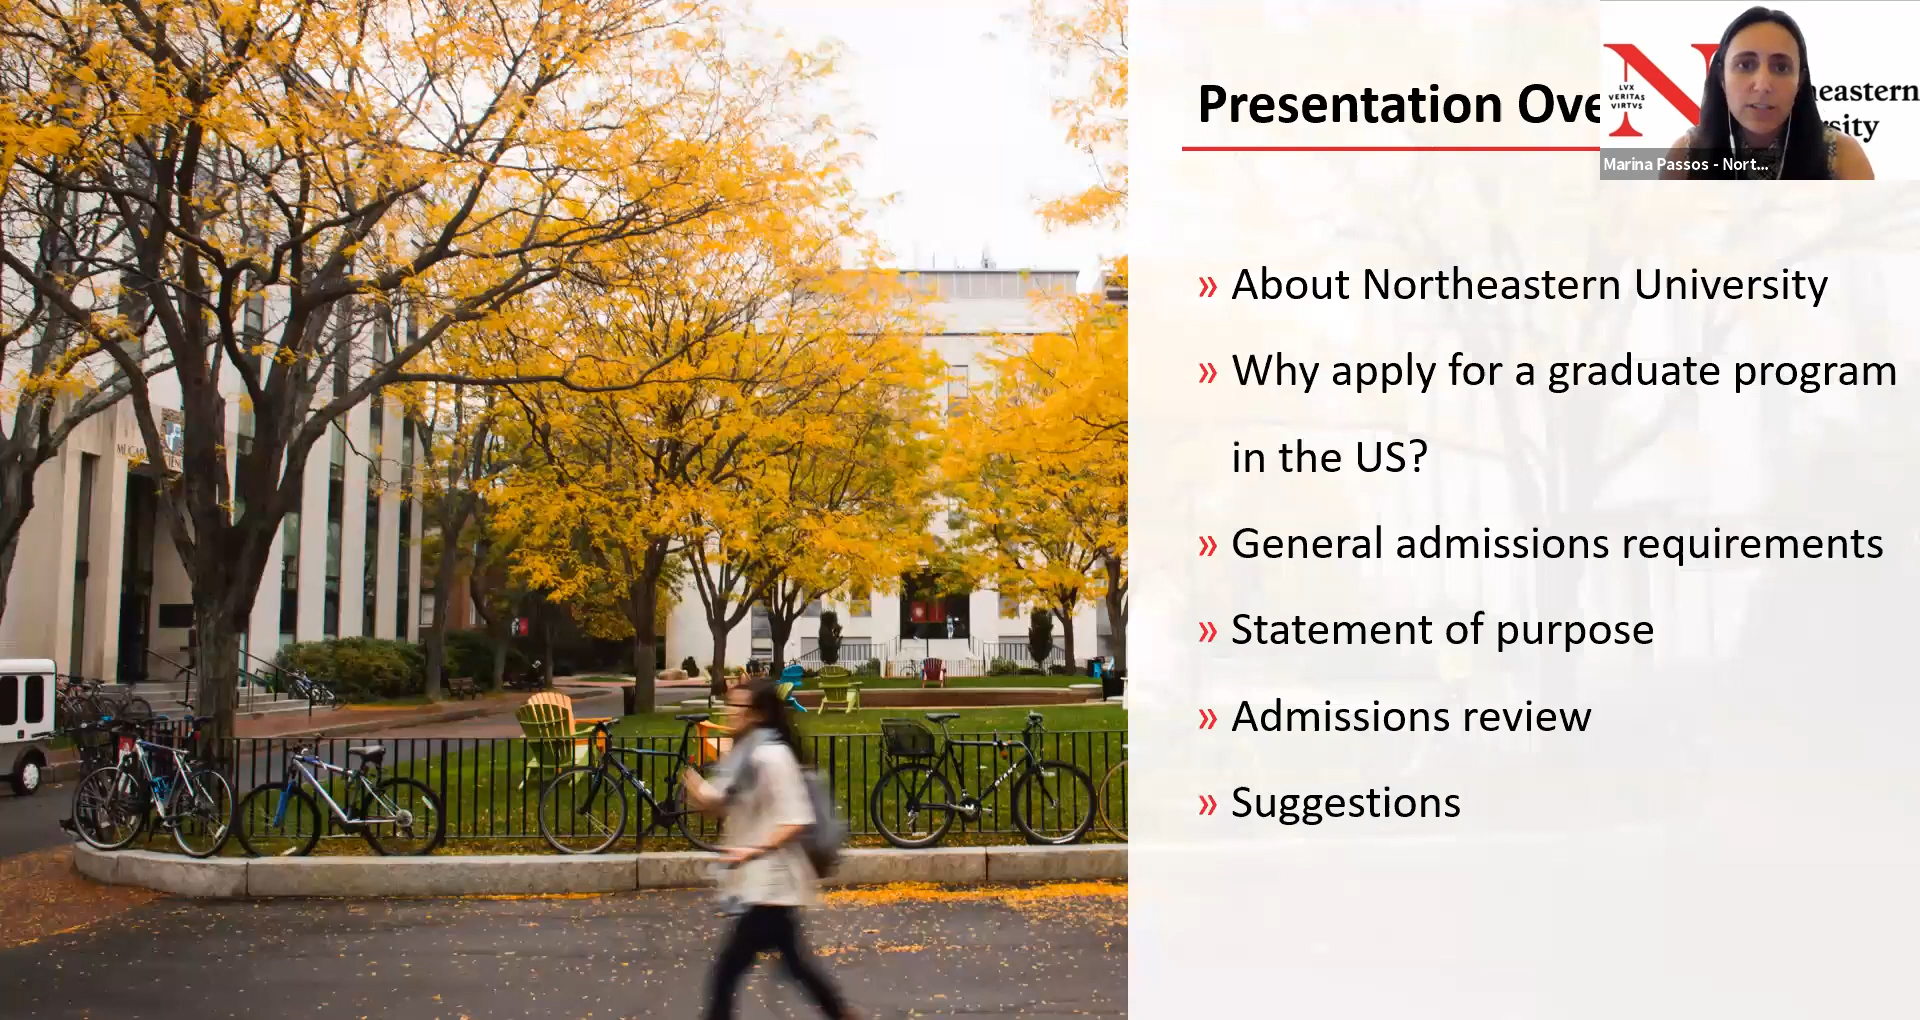 Presentation Ove
LVX
VERITAS
VIRTVS
N
eastern
sity
Marina Passos - Nort...
» About Northeastern University
» Why apply for a graduate program
in the US?
» General admissions requirements
» Statement of purpose
» Admissions review
» Suggestions